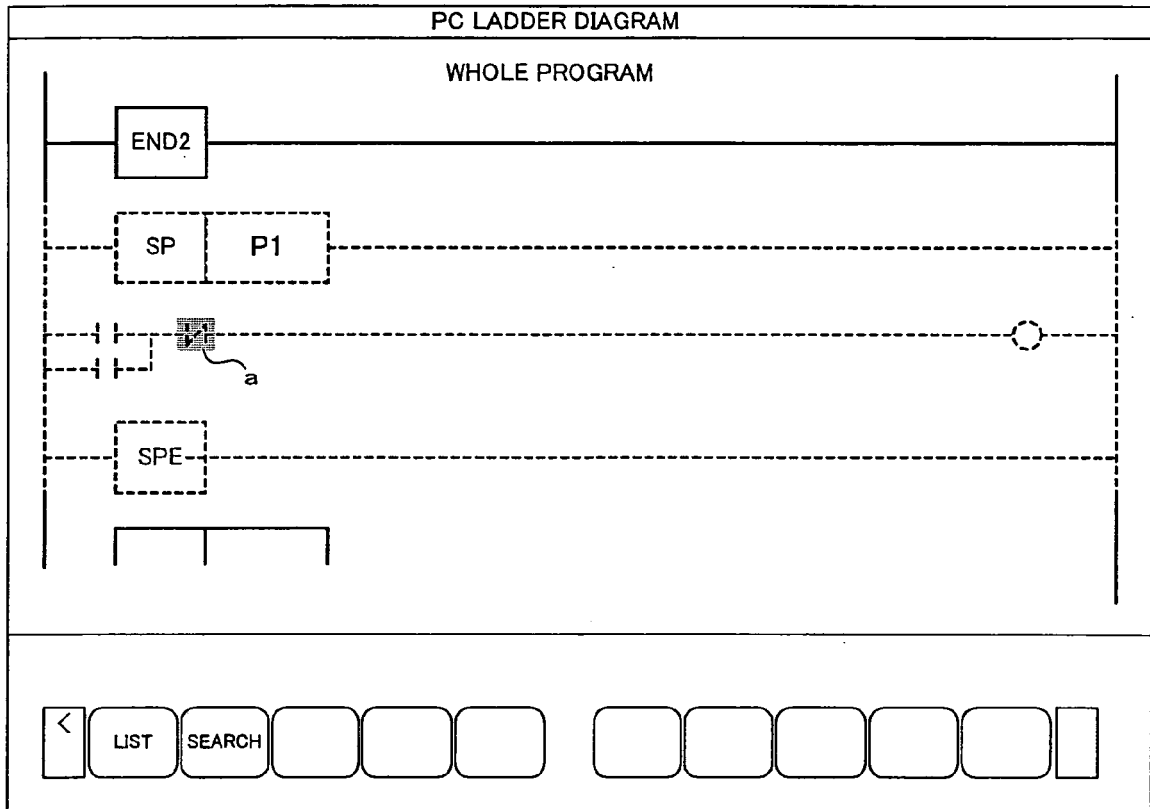 PC LADDER DIAGRAM
WHOLE PROGRAM
END2
SP P1
a
SPE
< LIST SEARCH